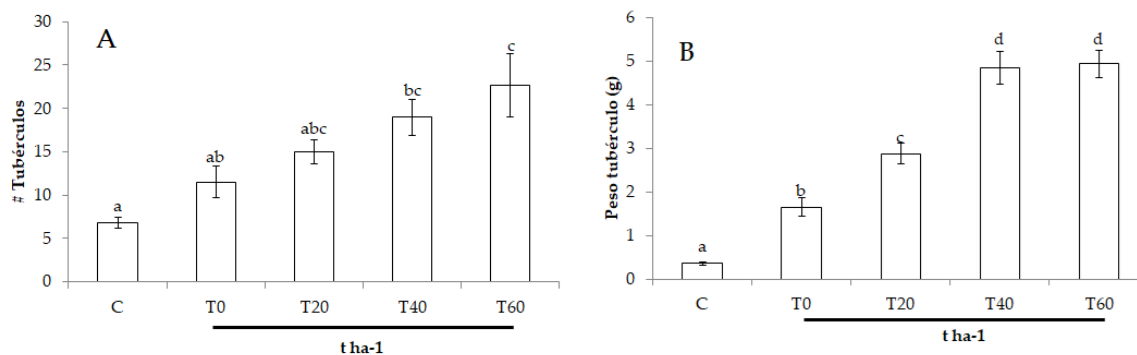 A
# Tubérculos
30
25
20
15
10
5
0
a
ab
abc
bc
c
C T0 T20 T40 T60
t ha-1
B
Peso tubérculo (g)
6
5
4
3
2
1
0
a
b
c
d
d
C T0 T20 T40 T60
t ha-1